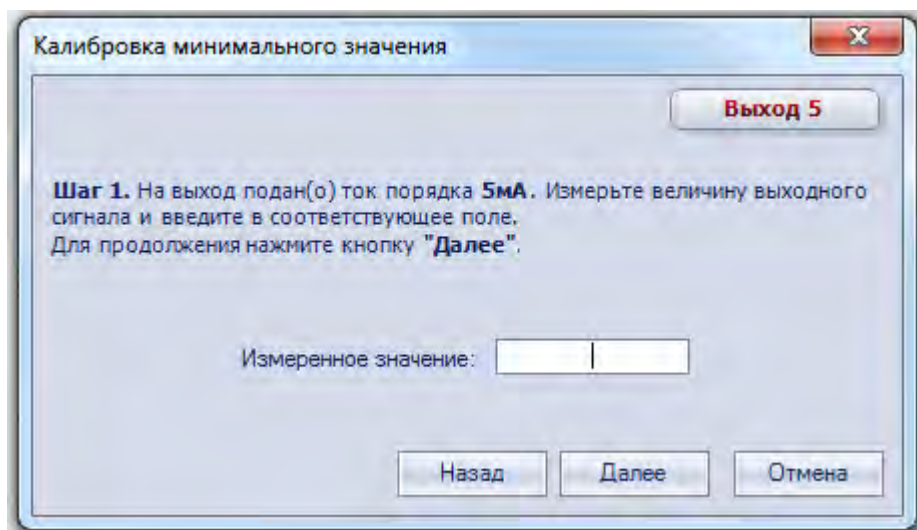 Калибровка минимального значения
Выход 5
Шаг 1. На выход подан(о) ток порядка 5мА. Измерьте величину выходного
сигнала и введите в соответствующее поле.
Для продолжения нажмите кнопку "Далее".
Измеренное значение:
Назад Далее Отмена